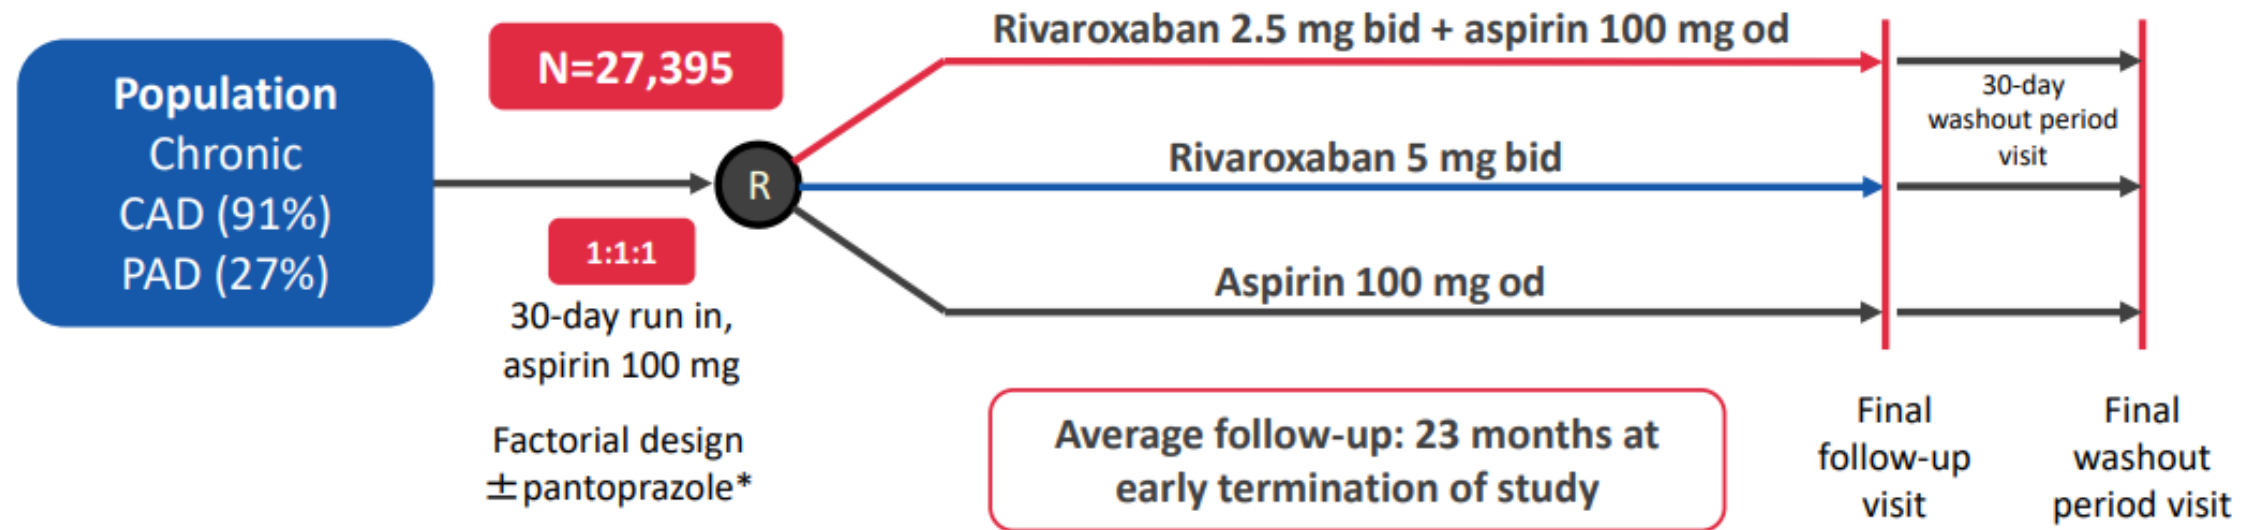 Population
Chronic
CAD (91%)
PAD (27%)
N=27,395
1:1:1
30-day run in,
aspirin 100 mg
Factorial design
±pantoprazole*
R
Rivaroxaban 2.5 mg bid + aspirin 100 mg od
Rivaroxaban 5 mg bid
Aspirin 100 mg od
Average follow-up: 23 months at
early termination of study
30-day
washout period
visit
Final
follow-up
visit
Final
washout
period visit